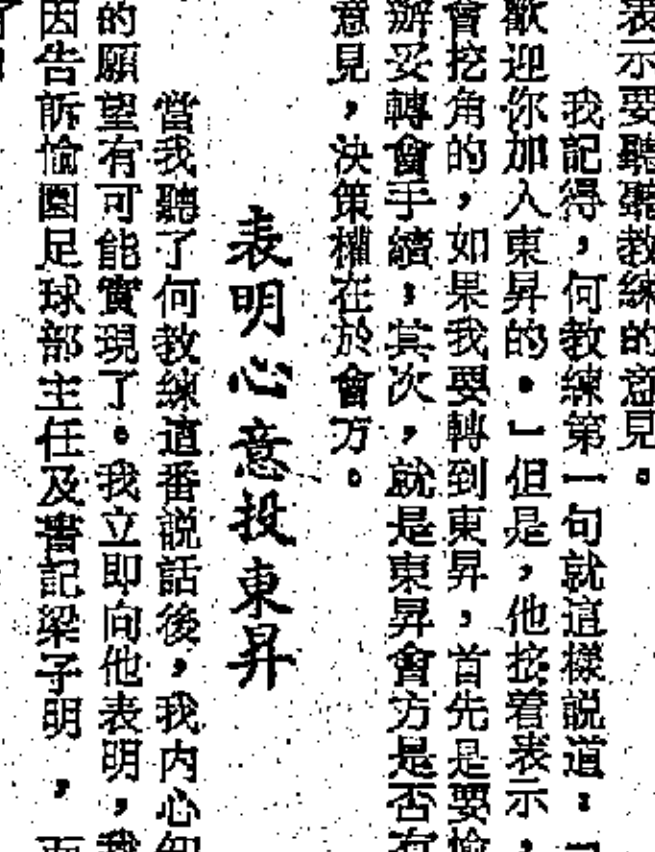 表示要聽聽教練的意見。
我記得，何教練第一句就這樣説道：「
歡迎你加入東昇的。」但是，他接着表示，
會挖角的，如果我要轉到東昇，首先是要愉
辦妥轉會手續；其次，就是東昇會方是否有
意見，決策權在於會方。
表明心意投東昇
當我聽了何教練這番説話後，我內心知
的願望有可能實現了。我立即向他表明，我
因告訴愉園足球部主任及書記梁子明，而